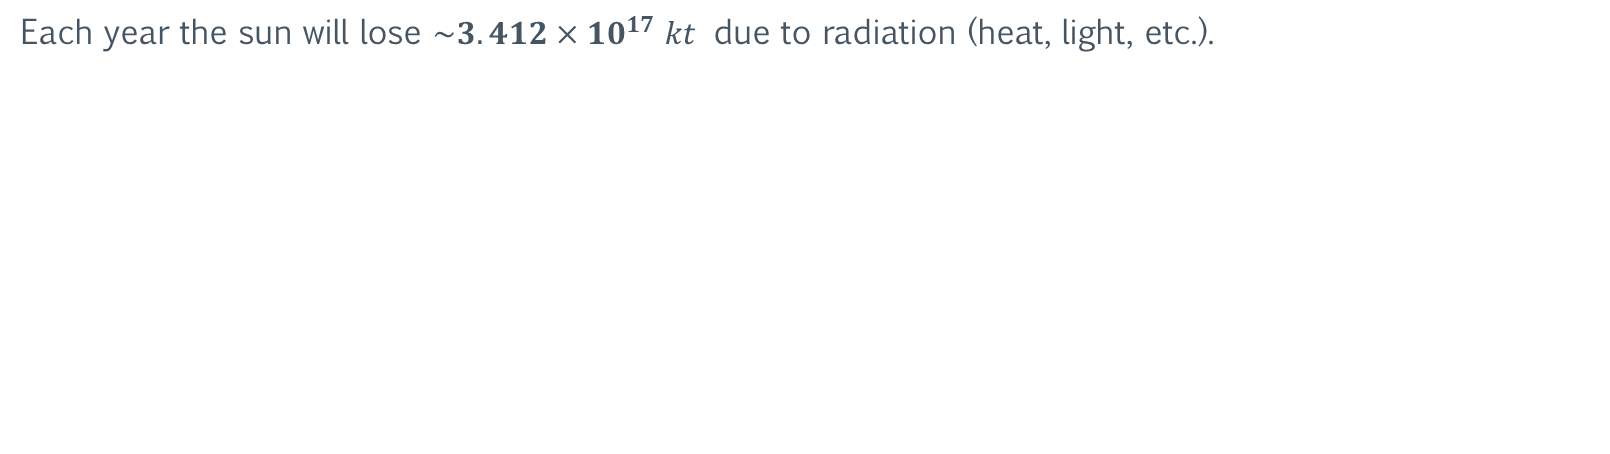 Each year the sun will lose ~3.412 × 10¹⁷ kt due to radiation (heat, light, etc.).